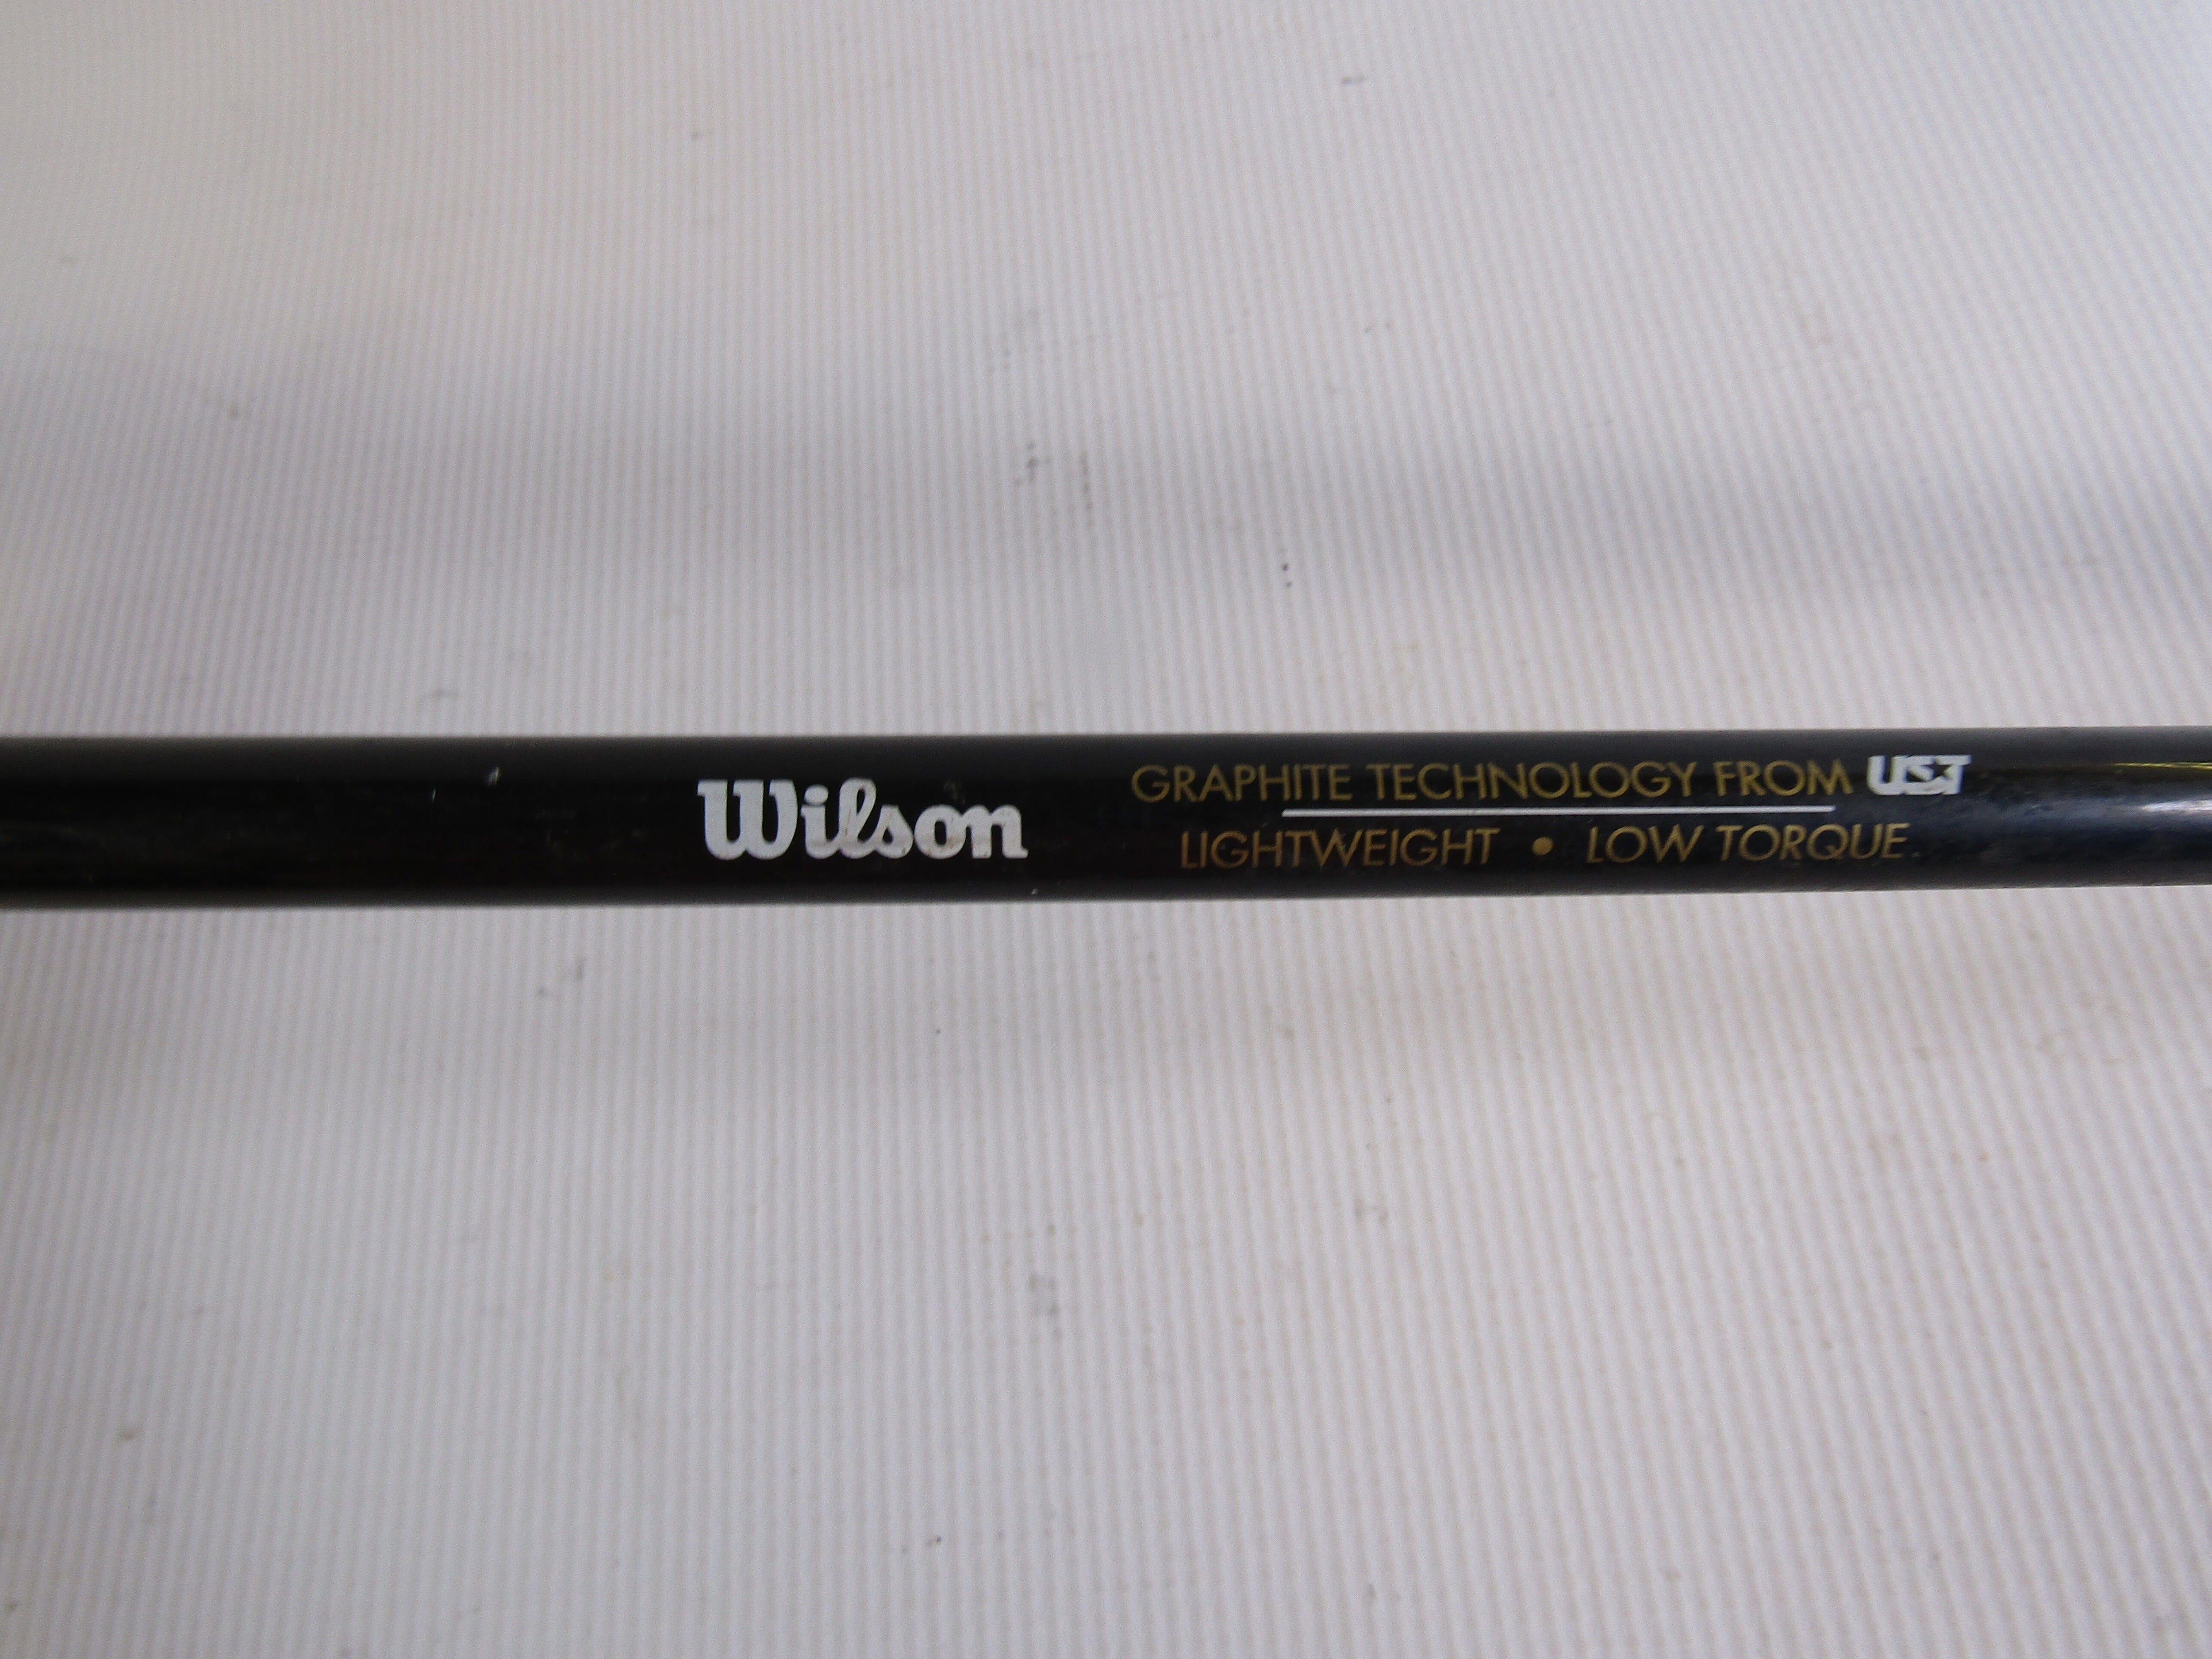 Wilson
GRAPHITE TECHNOLOGY FROM UST
LIGHTWEIGHT • LOW TORQUE